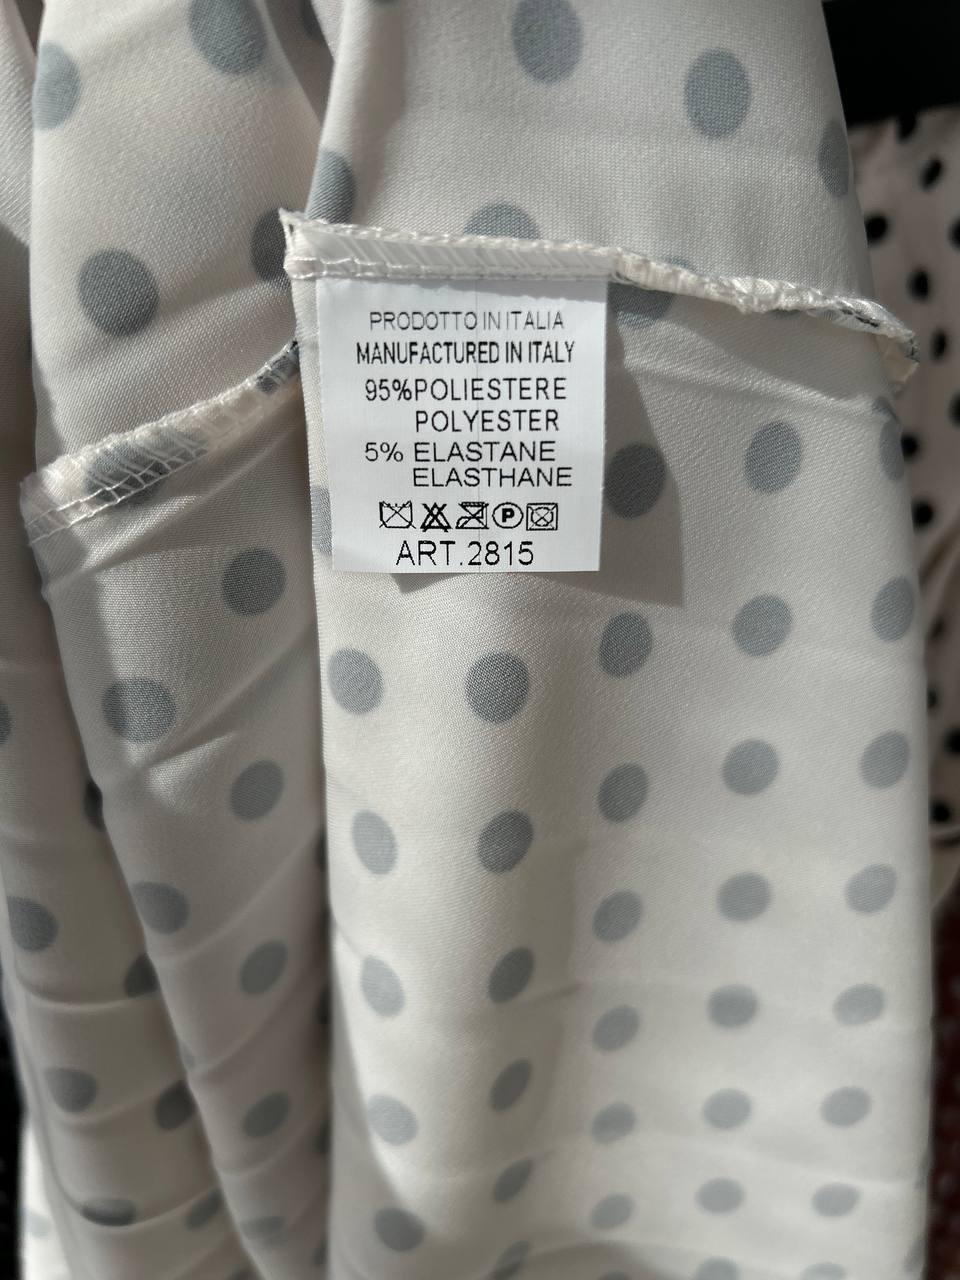 PRODOTTO IN ITALIA
MANUFACTURED IN ITALY
95%POLIESTERE
POLYESTER
5% ELASTANE
ELASTHANE
P
ART.2815